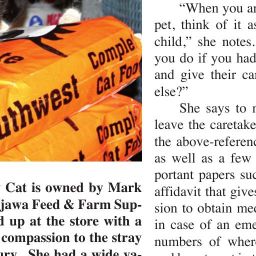 Comple
Cat Foo
uthwest
Compl
Cat Fo
Cat is owned by Mark
jawa Feed & Farm Sup-
d up at the store with a
compassion to the stray
ury. She had a wide va-
“When you ar
pet, think of it as
child,” she notes.
you do if you had
and give their car
else?”
She says to r
leave the caretake
the above-referenc
as well as a few
portant papers suc
affidavit that gives
sion to obtain med
in case of an eme
numbers of wher